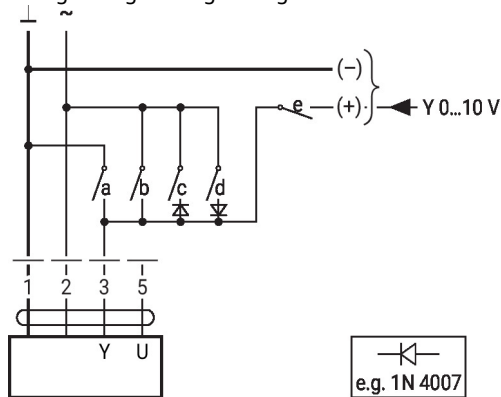 ⊥ ~
(–)
e (+) Y 0...10 V
a b c d
1 2 3 5
Y U
e.g. 1N 4007